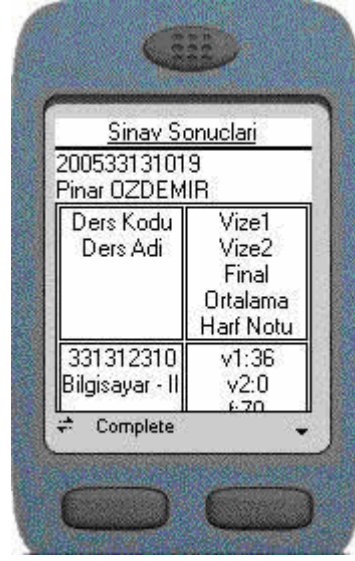 Sinav Sonuclari
200533131019
Pinar OZDEMIR
Ders Kodu
Ders Adi
Vize1
Vize2
Final
Ortalama
Harf Notu
331312310
Bilgisayar - II
v1:36
v2:0
f:70
Complete